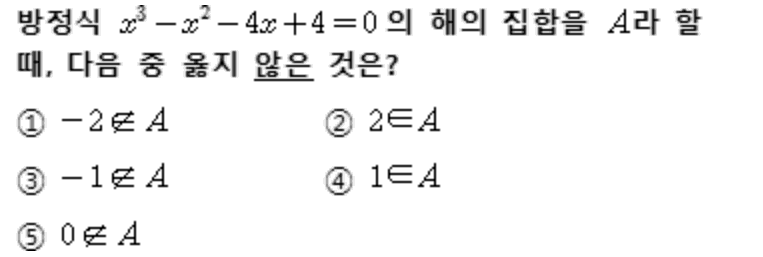 방정식 x³－x²－4x＋4＝0의 해의 집합을 A라 할
때, 다음 중 옳지 않은 것은?
① －2∉A ② 2∈A
③ －1∉A ④ 1∈A
⑤ 0∉A